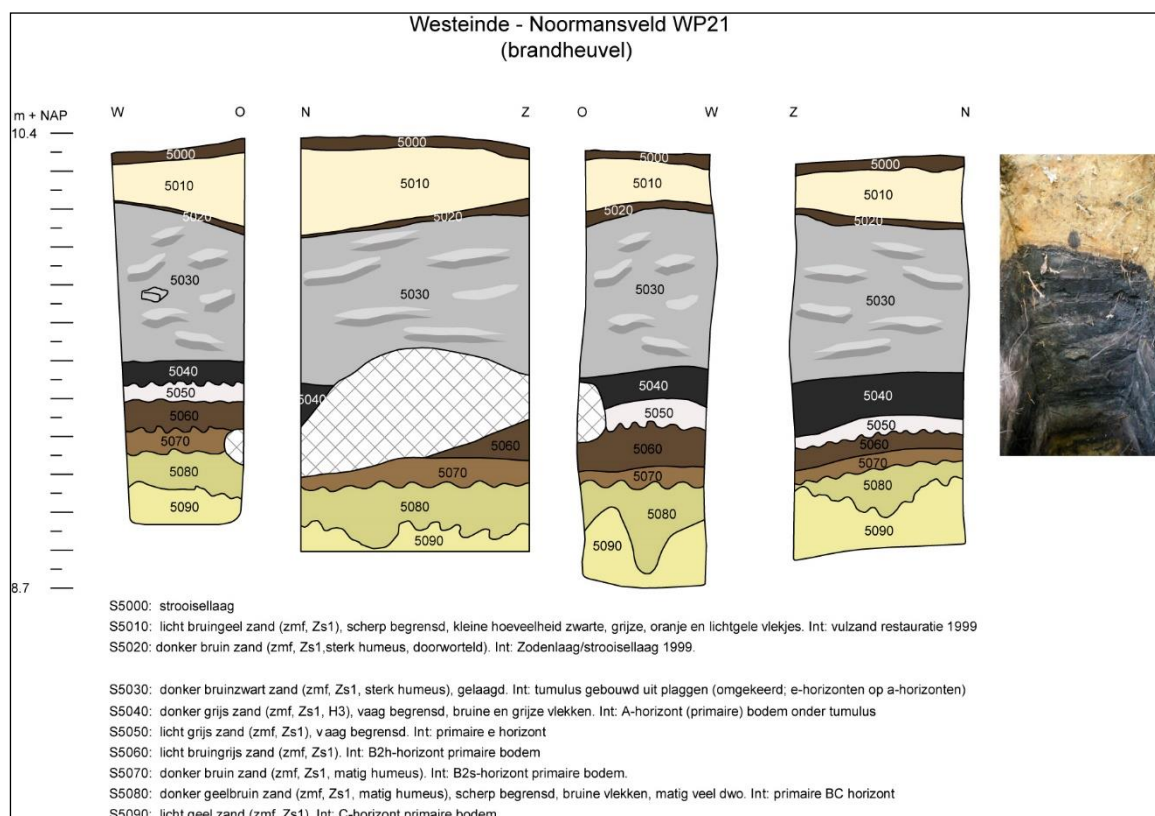 Westeinde - Noormansveld WP21
(brandheuvel)
m + NAP
W O N Z O W Z N
10.4
5000 5000 5000 5000
5010 5010 5010 5010
5020 5020 5020 5020
5030 5030 5030 5030
5040 5040 5040 5040
5050 5050 5050
5060 5060 5060 5060
5070 5070 5070 5070
5080 5080 5080 5080
5090 5090 5090 5090
8.7
S5000: strooisellaag
S5010: licht bruingeel zand (zmf, Zs1), scherp begrensd, kleine hoeveelheid zwarte, grijze, oranje en lichtgele vlekjes. Int: vulzand restauratie 1999
S5020: donker bruin zand (zmf, Zs1,sterk humeus, doorworteld). Int: Zodenlaag/strooisellaag 1999.
S5030: donker bruinzwart zand (zmf, Zs1, sterk humeus), gelaagd. Int: tumulus gebouwd uit plaggen (omgekeerd; e-horizonten op a-horizonten)
S5040: donker grijs zand (zmf, Zs1, H3), vaag begrensd, bruine en grijze vlekken. Int: A-horizont (primaire) bodem onder tumulus
S5050: licht grijs zand (zmf, Zs1), vaag begrensd. Int: primaire e horizont
S5060: licht bruingrijs zand (zmf, Zs1). Int: B2h-horizont primaire bodem
S5070: donker bruin zand (zmf, Zs1, matig humeus). Int: B2s-horizont primaire bodem.
S5080: donker geelbruin zand (zmf, Zs1, matig humeus), scherp begrensd, bruine vlekken, matig veel dwo. Int: primaire BC horizont
S5090: licht geel zand (zmf, Zs1). Int: C-horizont primaire bodem